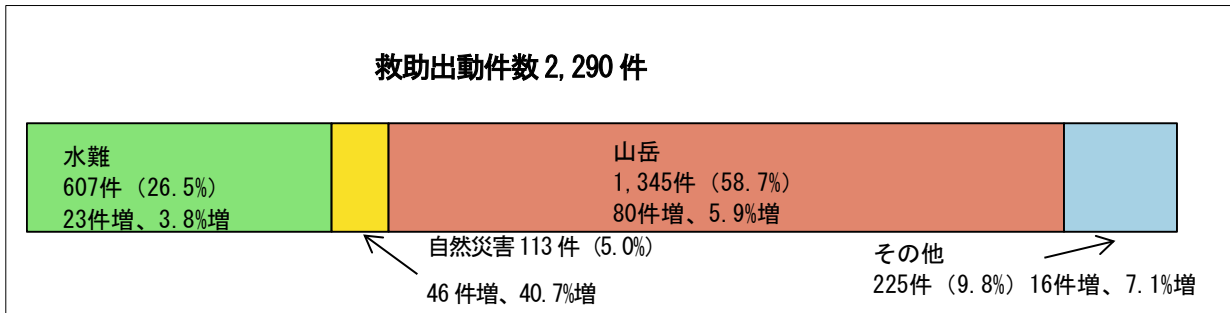 救助出動件数 2,290 件
水難
607件（26.5%）
23件増、3.8%増
自然災害 113 件（5.0%）
46 件増、40.7%増
山岳
1,345件（58.7%）
80件増、5.9%増
その他
225件（9.8%）16件増、7.1%増